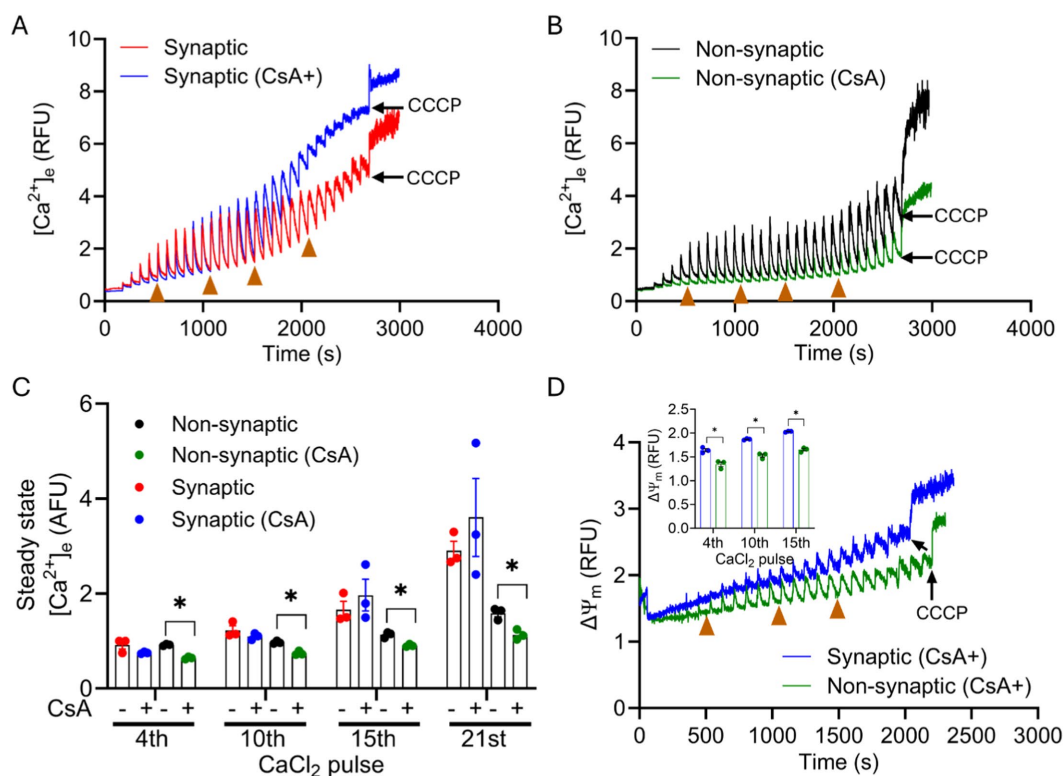 A
Synaptic
Synaptic (CsA+)
CCCP
CCCP
[Ca²⁺]ₑ (RFU)
10
8
6
4
2
0
0 1000 2000 3000 4000
Time (s)
B
Non-synaptic
Non-synaptic (CsA)
CCCP
CCCP
[Ca²⁺]ₑ (RFU)
10
8
6
4
2
0
0 1000 2000 3000 4000
Time (s)
C
Non-synaptic
Non-synaptic (CsA)
Synaptic
Synaptic (CsA)
Steady state
[Ca²⁺]ₑ (AFU)
6
4
2
0
* * * *
CsA - + - + - + - + - + - + - + - +
4th 10th 15th 21st
CaCl₂ pulse
D
ΔΨₘ (RFU)
2.5
2.0
1.5
1.0
0.5
0.0
* * *
4th 10th 15th
CaCl₂ pulse
ΔΨₘ (RFU)
4
3
2
1
0
CCCP
Synaptic (CsA+)
Non-synaptic (CsA+)
0 500 1000 1500 2000 2500 3000
Time (s)